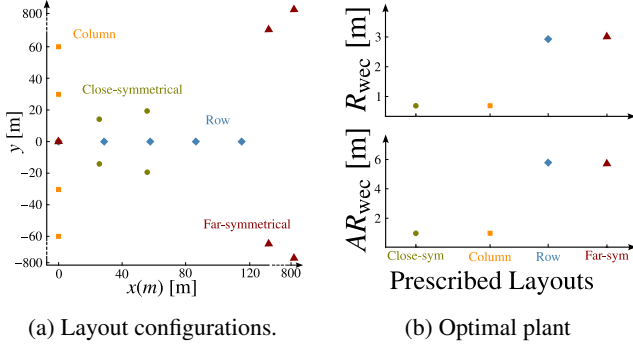 800
60
40
20
0
−20
−40
−60
−800
y [m]
Column
Close-symmetrical
Row
Far-symmetrical
0 40 80 120 800
x(m) [m]
(a) Layout configurations.
R_wec [m]
3
2
1
AR_wec [m]
6
4
2
Close-sym Column Row Far-sym
Prescribed Layouts
(b) Optimal plant